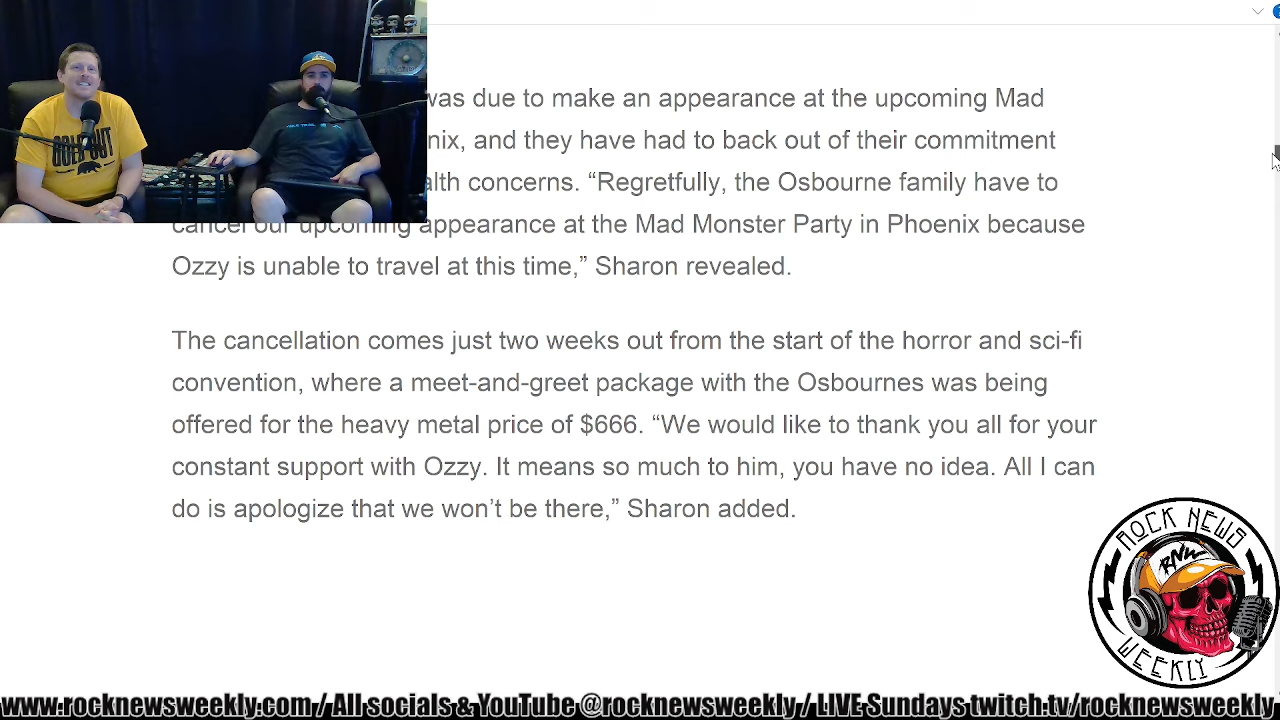 was due to make an appearance at the upcoming Mad
nix, and they have had to back out of their commitment
alth concerns. “Regretfully, the Osbourne family have to
cancel our upcoming appearance at the Mad Monster Party in Phoenix because
Ozzy is unable to travel at this time,” Sharon revealed.
The cancellation comes just two weeks out from the start of the horror and sci-fi
convention, where a meet-and-greet package with the Osbournes was being
offered for the heavy metal price of $666. “We would like to thank you all for your
constant support with Ozzy. It means so much to him, you have no idea. All I can
do is apologize that we won’t be there,” Sharon added.
GOLD OUT
ROCK NEWS
RNW
WEEKLY
www.rocknewsweekly.com / All socials & YouTube @rocknewsweekly / LIVE Sundays twitch.tv/rocknewsweekly